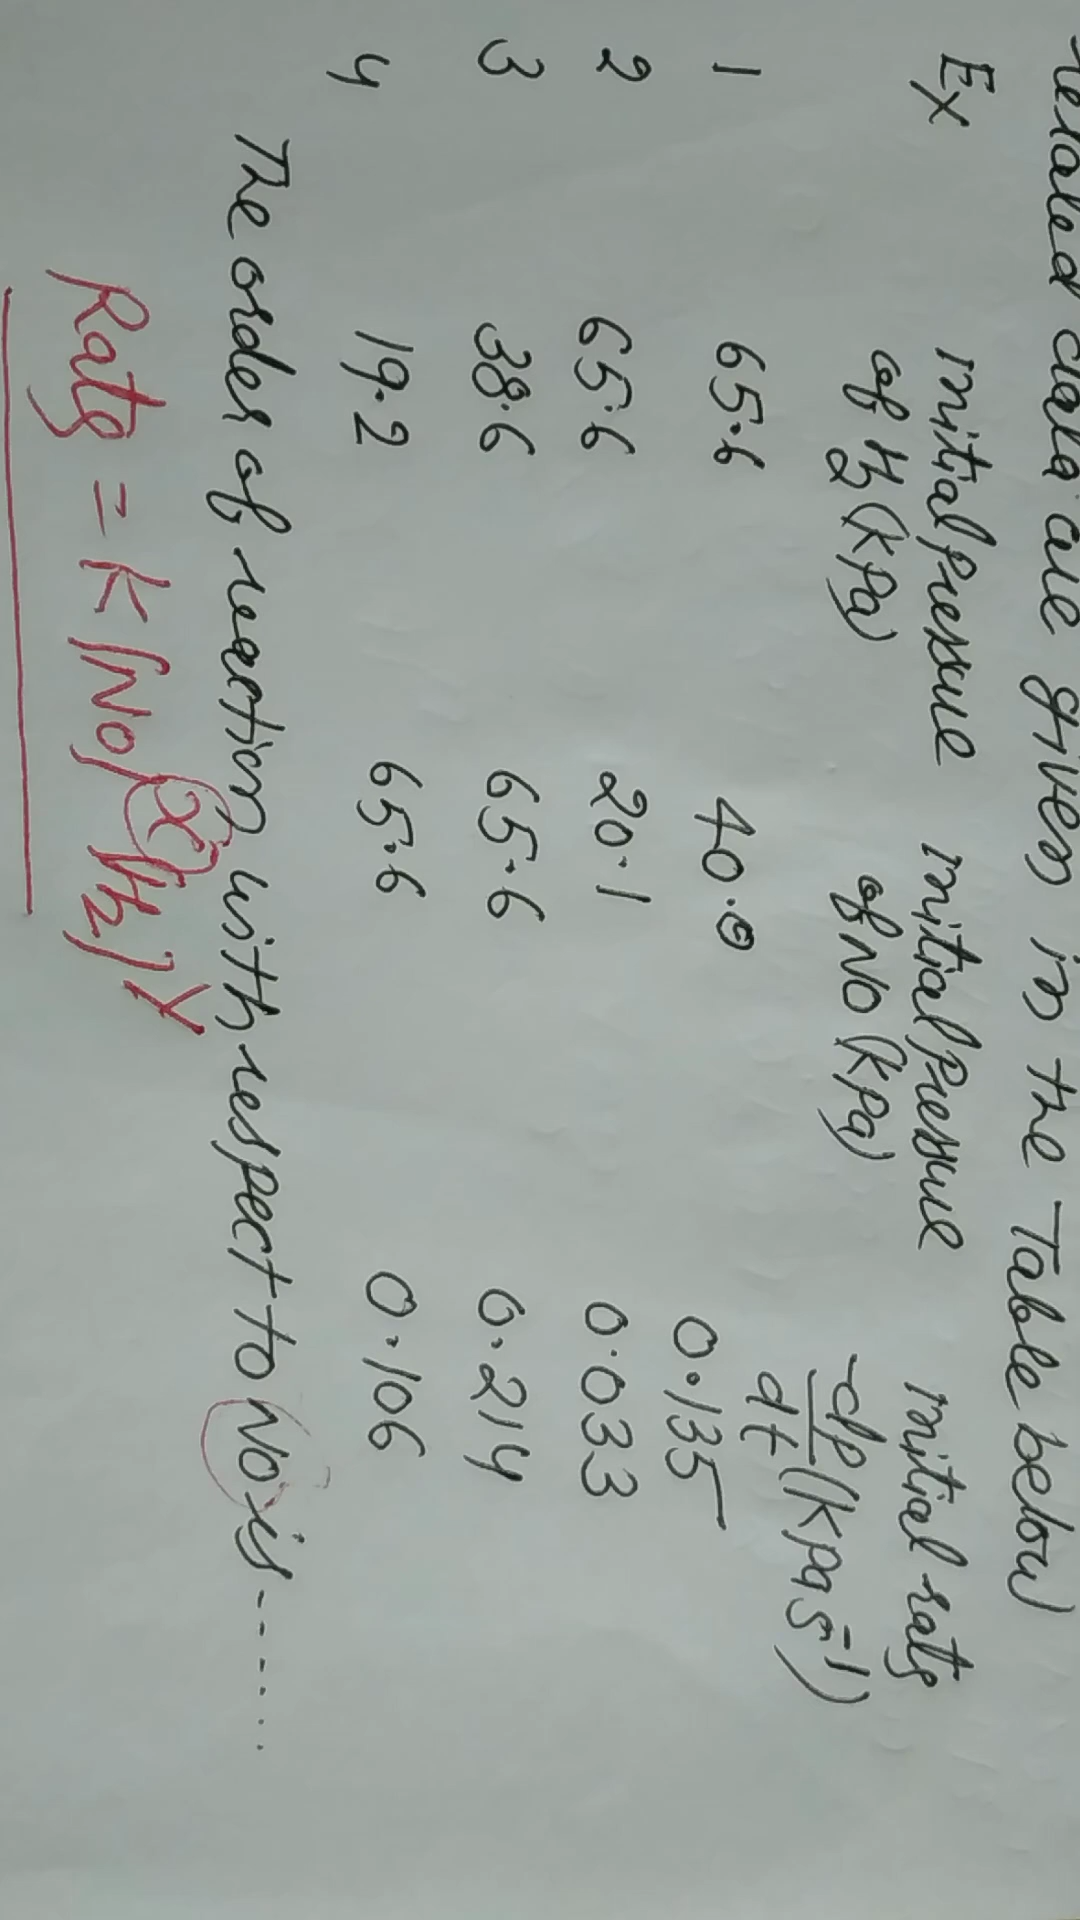 related data are given in the Table below
Ex initial pressure initial pressure initial rate
of H2 (kPa) of NO (kPa) -dp/dt (kPa s-1)
1 65.6 40.0 0.135
2 65.6 20.1 0.033
3 38.6 65.6 0.214
4 19.2 65.6 0.106
The order of reaction with respect to NO is ......
Rate = K [NO]x [H2]y